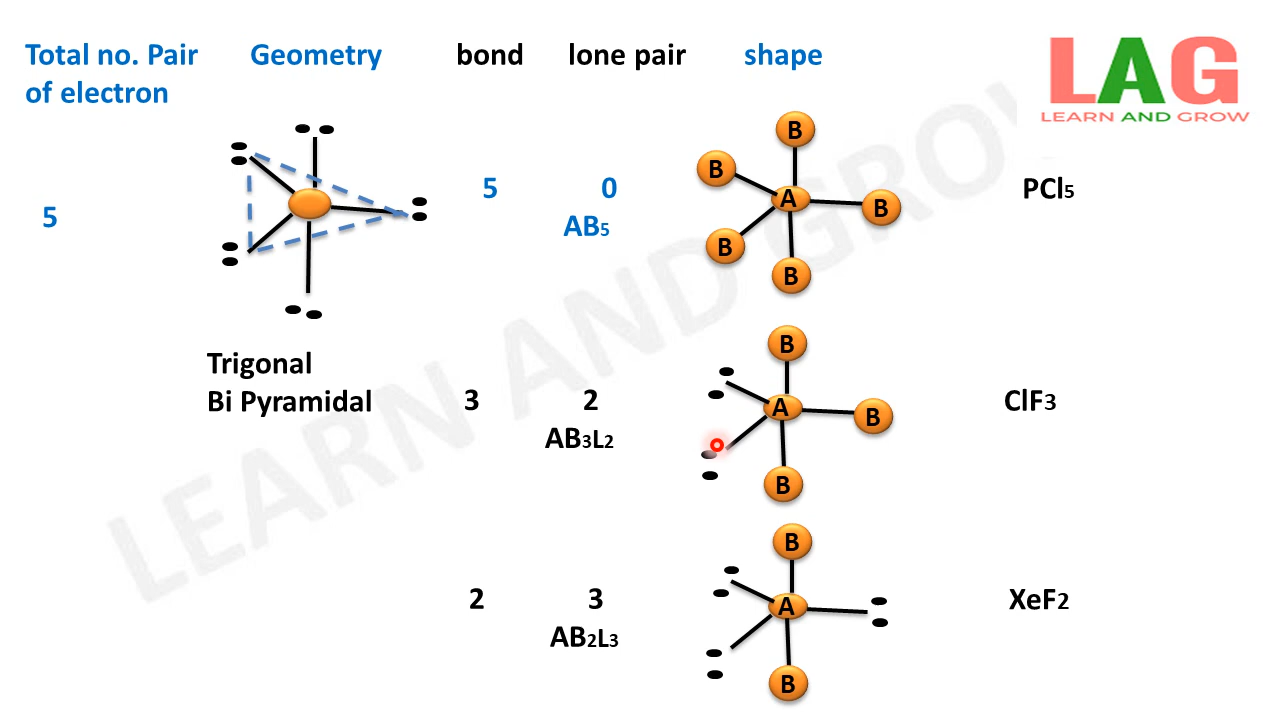 Total no. Pair of electron
Geometry
bond
lone pair
shape
LAG
LEARN AND GROW
5
5
0
AB5
B
B
A
B
B
B
PCl5
Trigonal
Bi Pyramidal
3
2
AB3L2
B
A
B
B
ClF3
2
3
AB2L3
B
A
B
XeF2
LEARN AND GROW